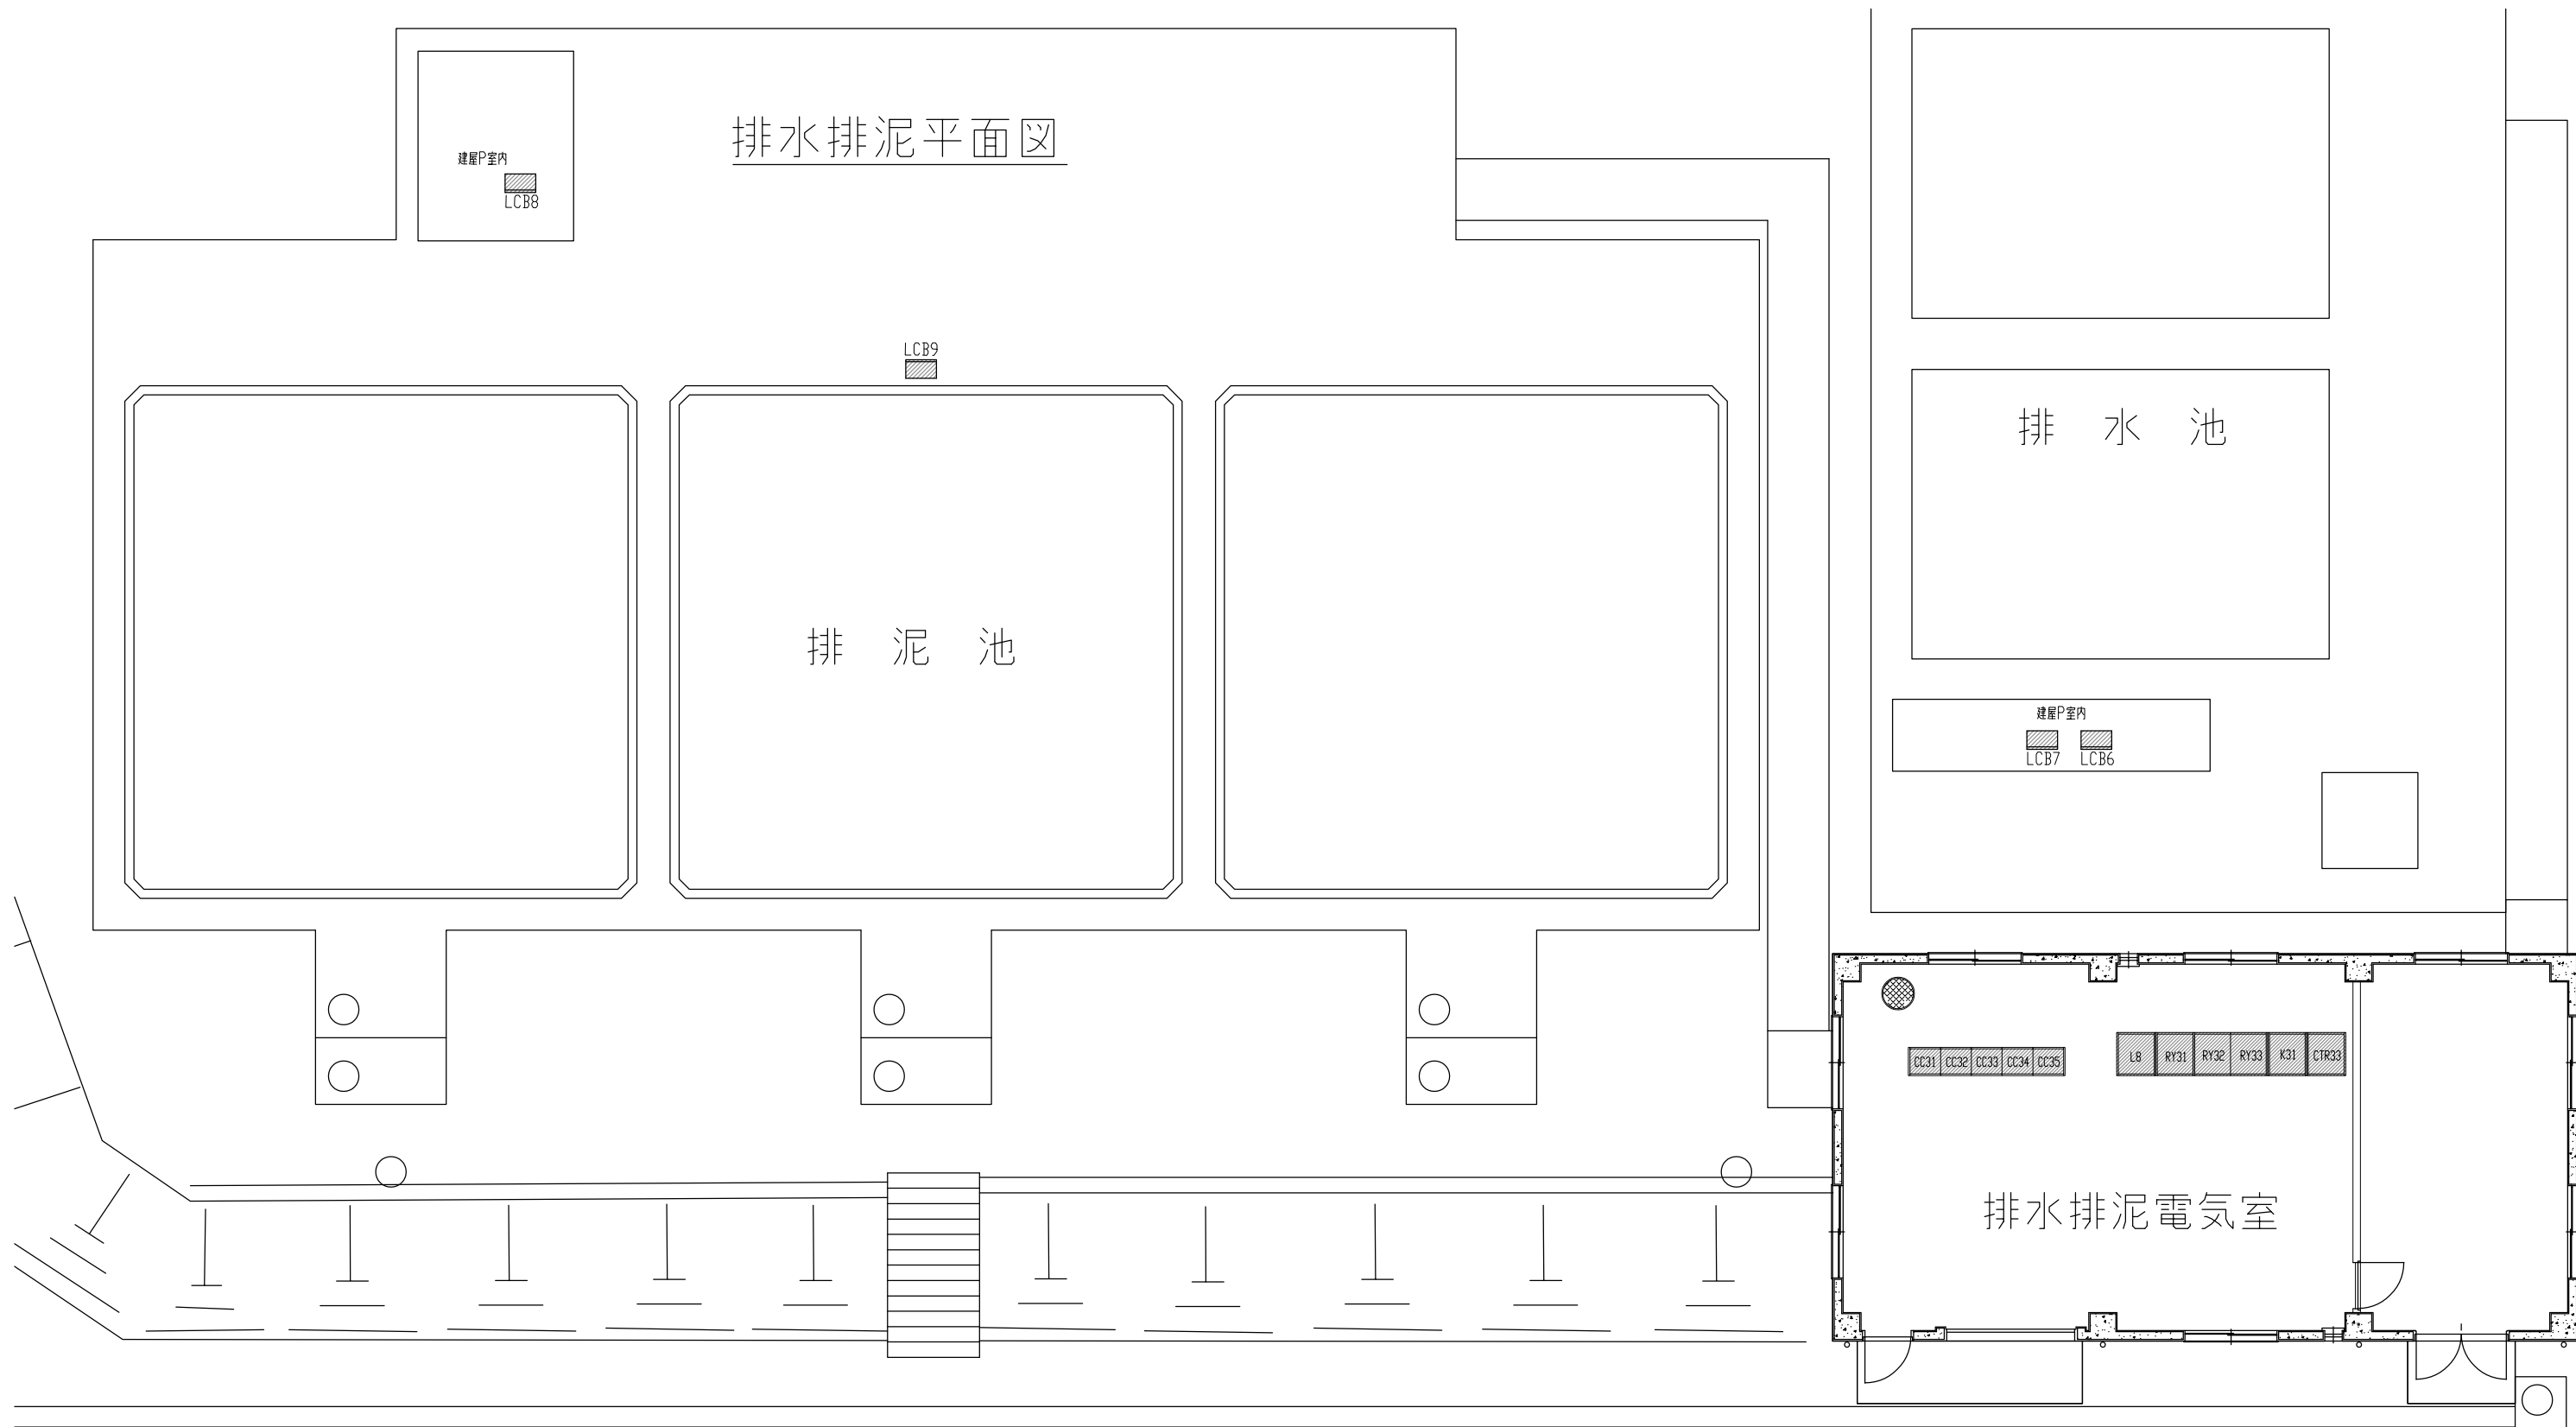 排水排泥平面図
建屋P室内
LCB8
LCB9
排水池
排泥池
建屋P室内
LCB7 LCB6
CC31 CC32 CC33 CC34 CC35
L8 RY31 RY32 RY33 K31 CTR33
排水排泥電気室